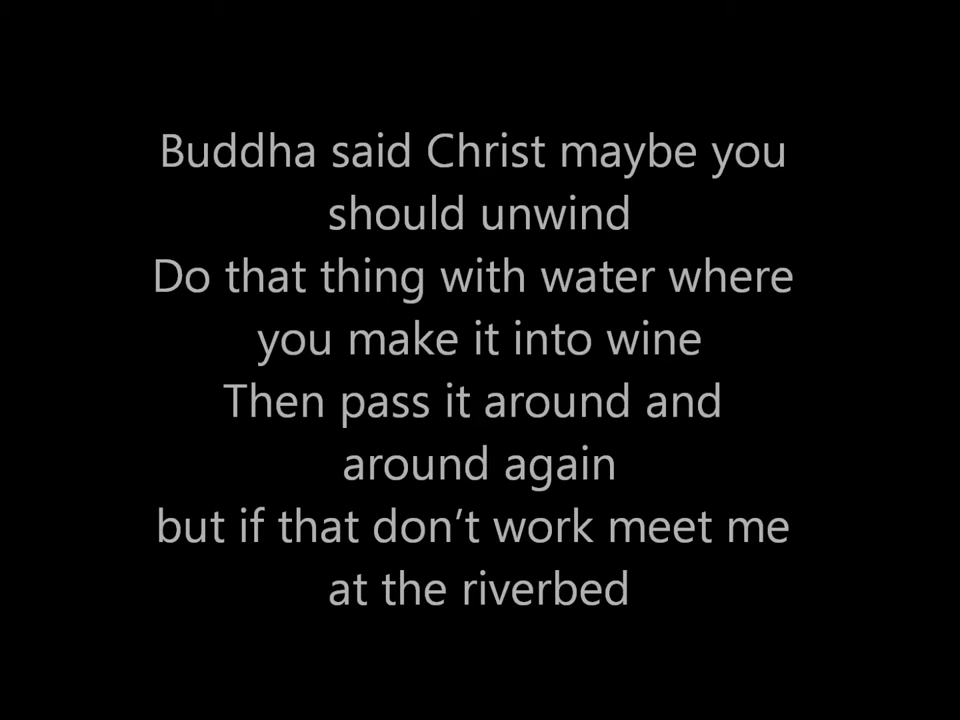 Buddha said Christ maybe you
should unwind
Do that thing with water where
you make it into wine
Then pass it around and
around again
but if that don’t work meet me
at the riverbed